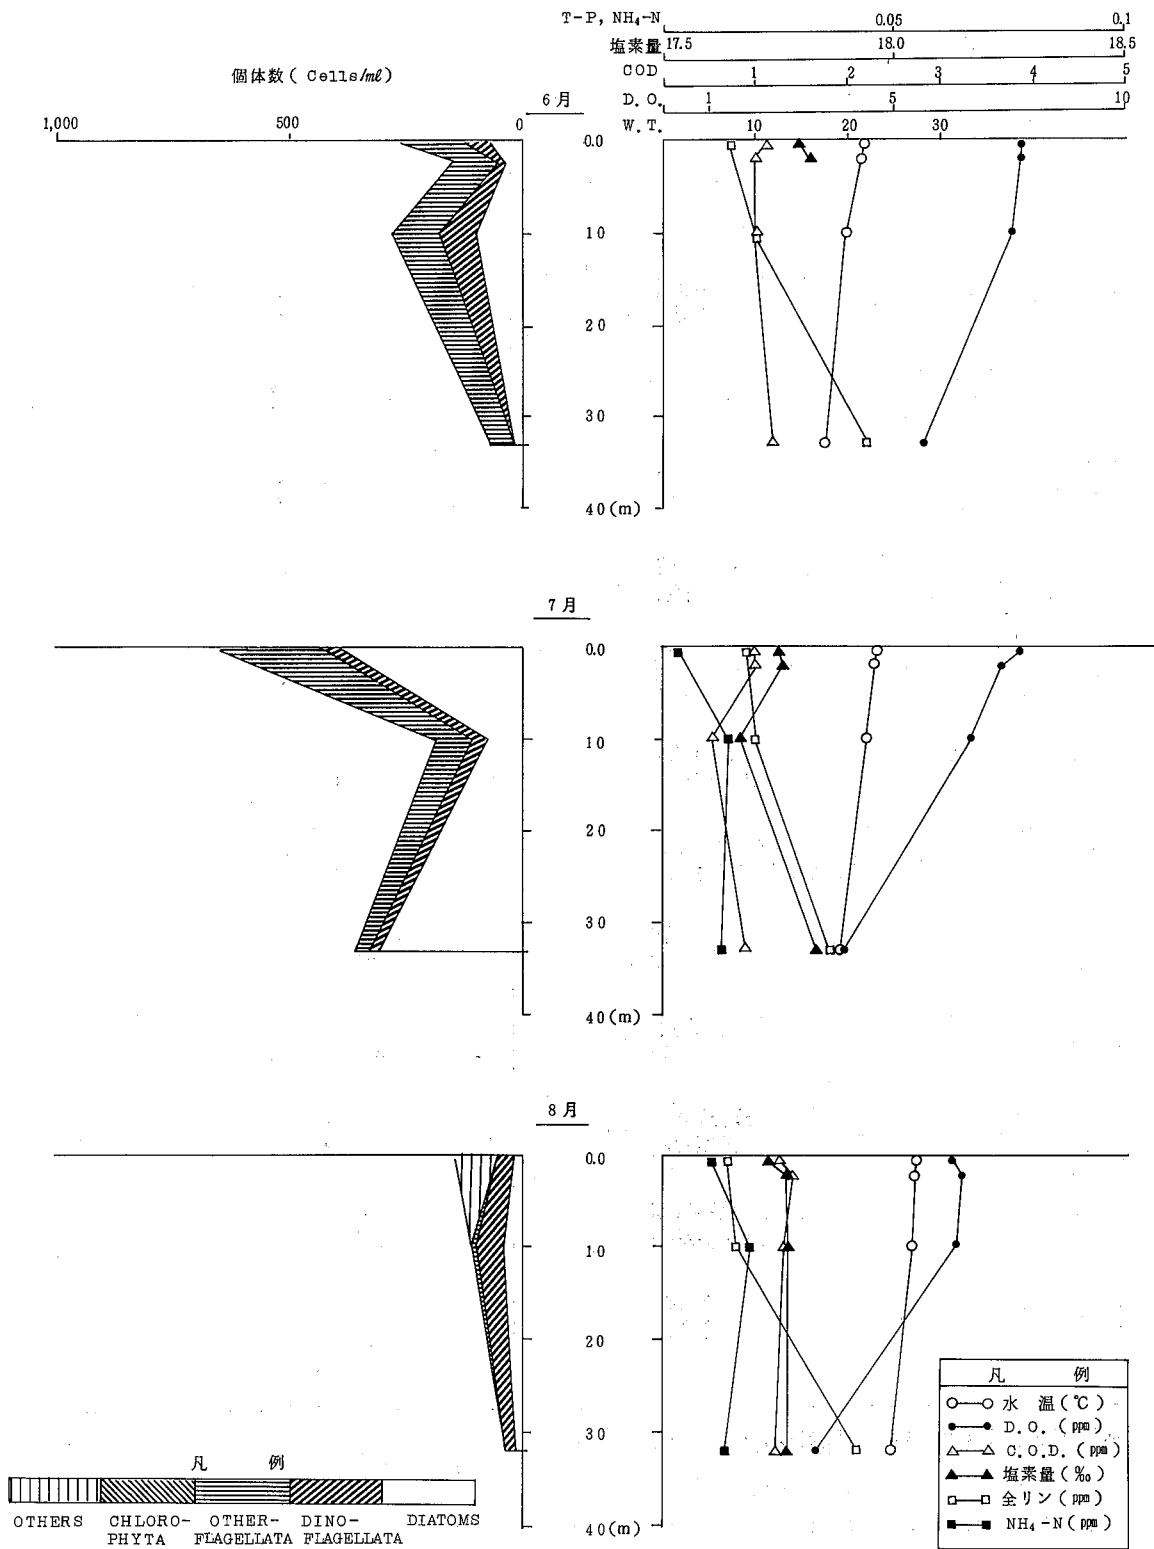 T-P, NH₄-N 0.05 0.1
塩素量 17.5 18.0 18.5
COD 1 2 3 4 5
D.O. 1 5 10
W.T. 10 20 30
個体数 ( Cells/mℓ)
1,000 500 0
6月
0.0
10
20
30
40(m)
7月
0.0
10
20
30
40(m)
8月
0.0
10
20
30
40(m)
凡 例
OTHERS CHLORO-PHYTA OTHER-FLAGELLATA DINO-FLAGELLATA DIATOMS
凡 例
水 温 (℃)
D.O. (ppm)
C.O.D. (ppm)
塩素量 (‰)
全リン (ppm)
NH₄-N (ppm)